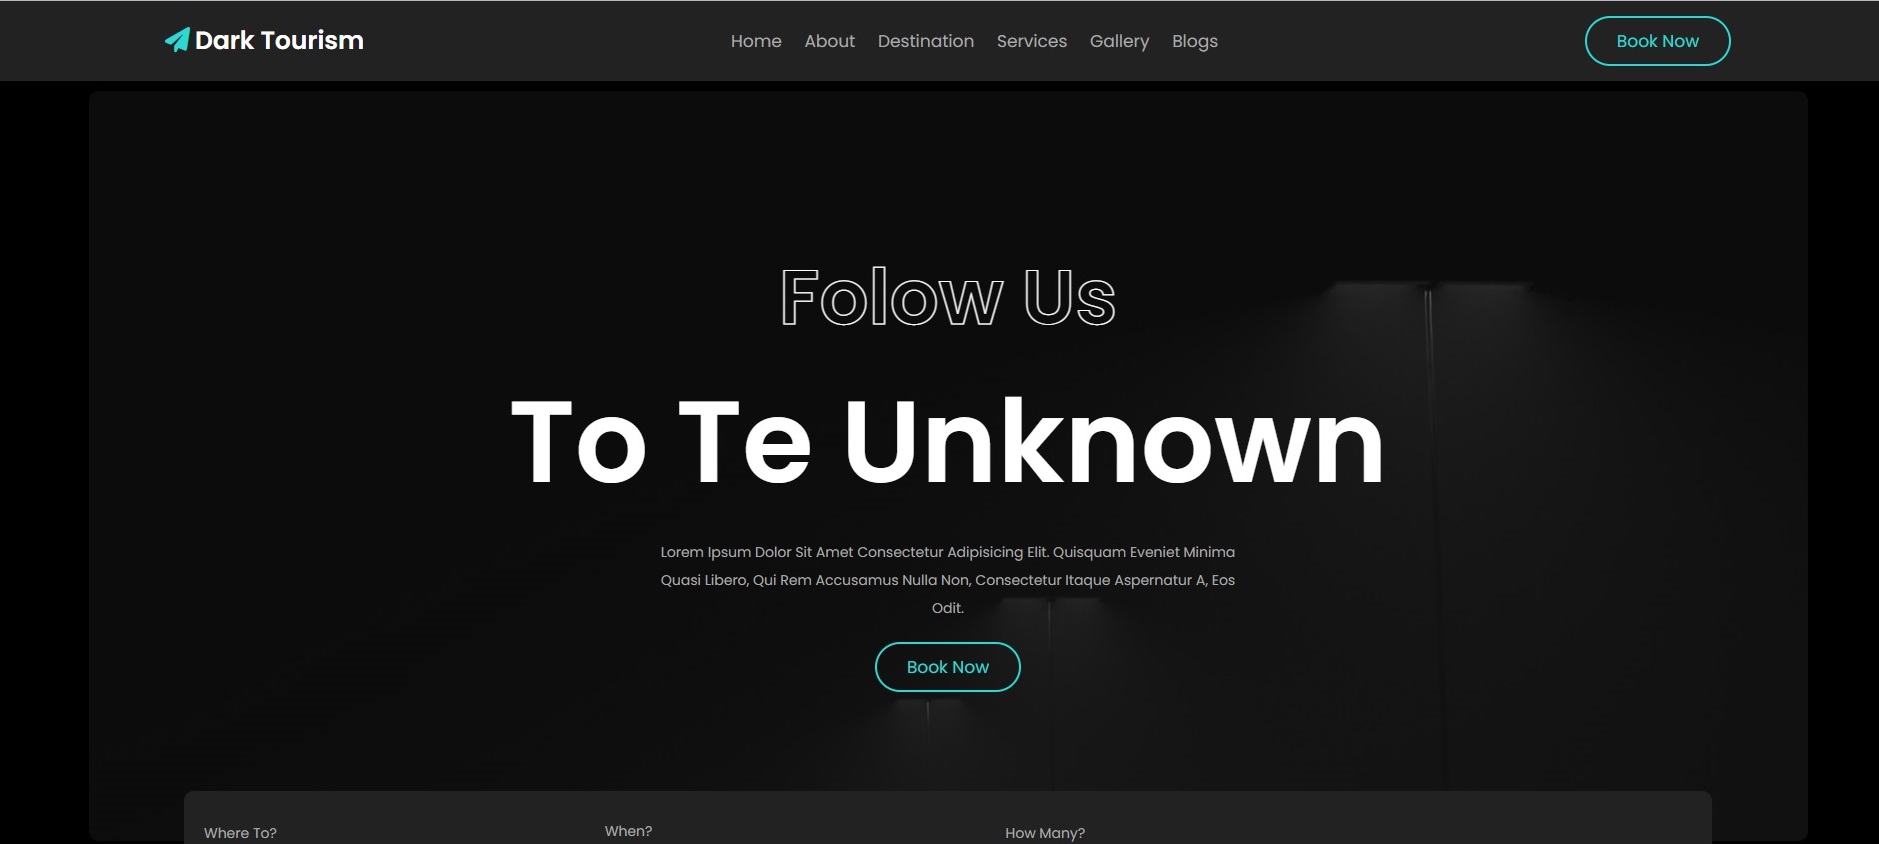 Dark Tourism
Home About Destination Services Gallery Blogs
Book Now
Folow Us
To Te Unknown
Lorem Ipsum Dolor Sit Amet Consectetur Adipisicing Elit. Quisquam Eveniet Minima
Quasi Libero, Qui Rem Accusamus Nulla Non, Consectetur Itaque Aspernatur A, Eos
Odit.
Book Now
Where To?
When?
How Many?